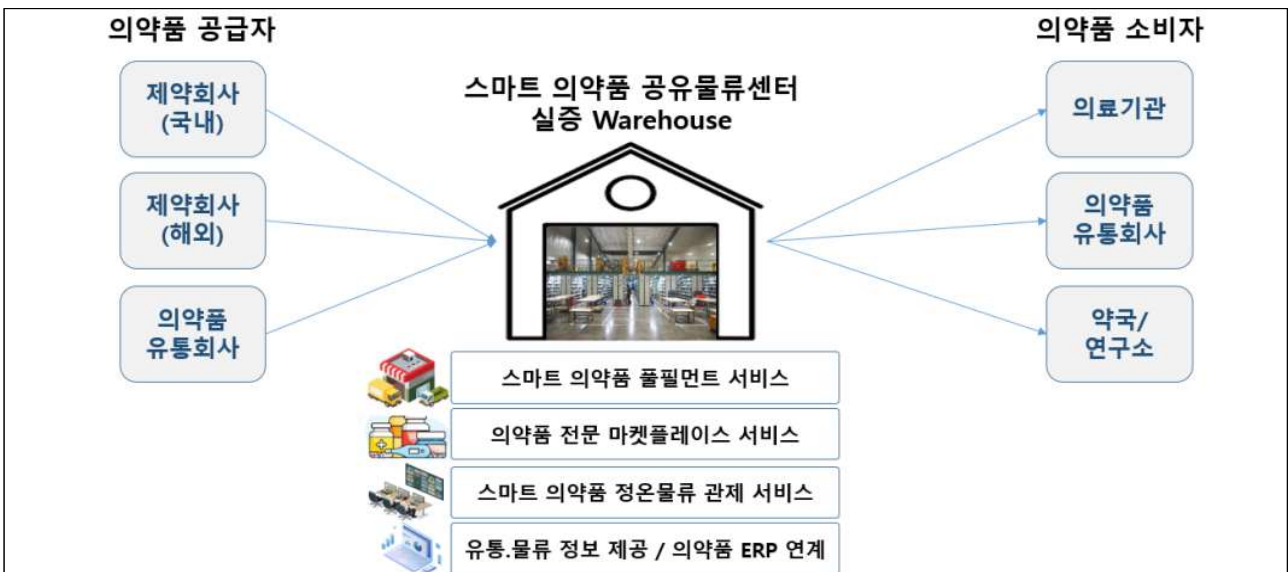 의약품 공급자
제약회사
(국내)
제약회사
(해외)
의약품
유통회사
스마트 의약품 공유물류센터
실증 Warehouse
스마트 의약품 풀필먼트 서비스
의약품 전문 마켓플레이스 서비스
스마트 의약품 정온물류 관제 서비스
유통.물류 정보 제공 / 의약품 ERP 연계
의약품 소비자
의료기관
의약품
유통회사
약국/
연구소